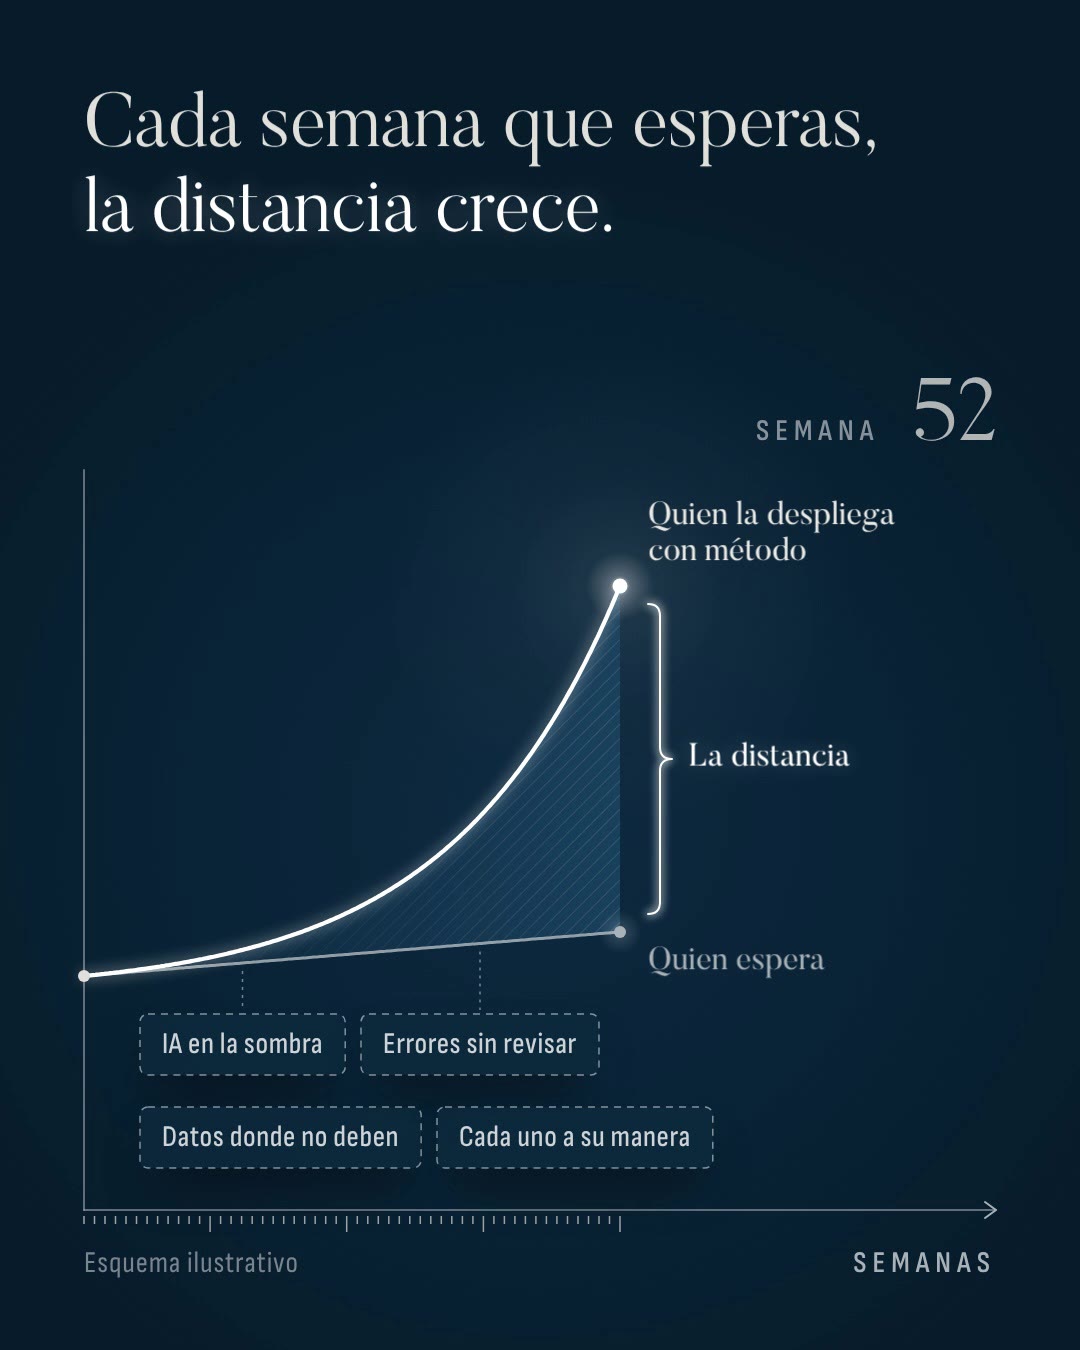 Cada semana que esperas,
la distancia crece.
SEMANA 52
Quien la despliega
con método
La distancia
Quien espera
IA en la sombra
Errores sin revisar
Datos donde no deben
Cada uno a su manera
Esquema ilustrativo
SEMANAS